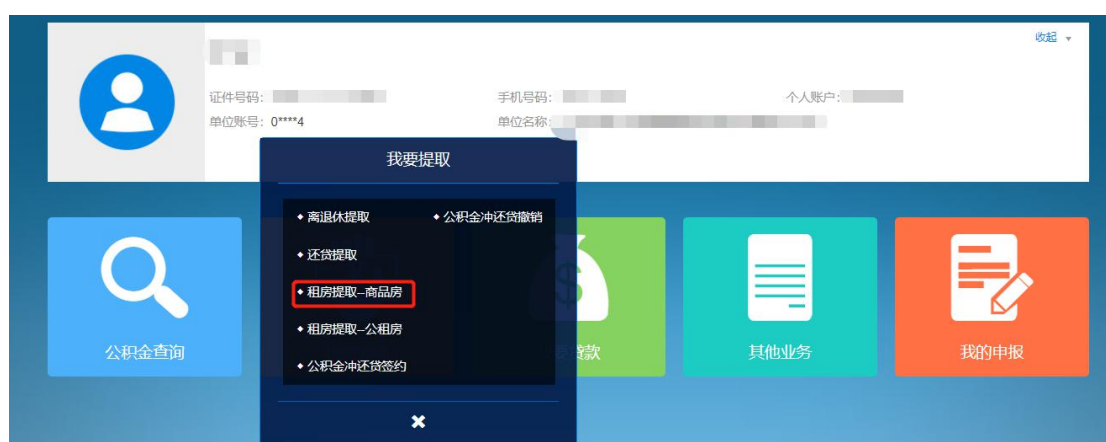 收起
证件号码：
手机号码：
个人账户：
单位账号：0****4
单位名称：
我要提取
离退休提取
公积金冲还贷撤销
还贷提取
租房提取--商品房
租房提取--公租房
公积金冲还贷签约
公积金查询
贷款
其他业务
我的申报